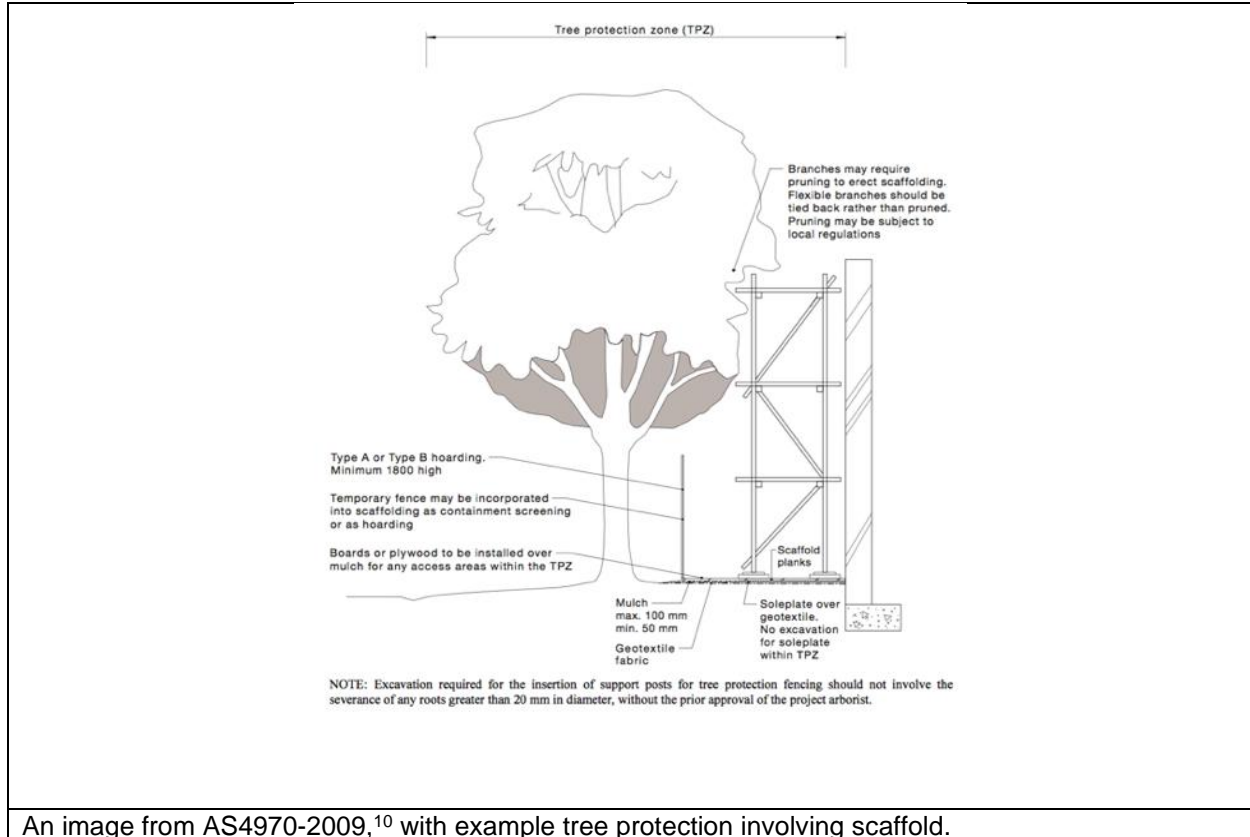 Tree protection zone (TPZ)
Branches may require
pruning to erect scaffolding.
Flexible branches should be
tied back rather than pruned.
Pruning may be subject to
local regulations
Type A or Type B hoarding.
Minimum 1800 high
Temporary fence may be incorporated
into scaffolding as containment screening
or as hoarding
Boards or plywood to be installed over
mulch for any access areas within the TPZ
Scaffold
planks
Mulch
max. 100 mm
min. 50 mm
Geotextile
fabric
Soleplate over
geotextile.
No excavation
for soleplate
within TPZ
NOTE: Excavation required for the insertion of support posts for tree protection fencing should not involve the
severance of any roots greater than 20 mm in diameter, without the prior approval of the project arborist.
An image from AS4970-2009,¹⁰ with example tree protection involving scaffold.